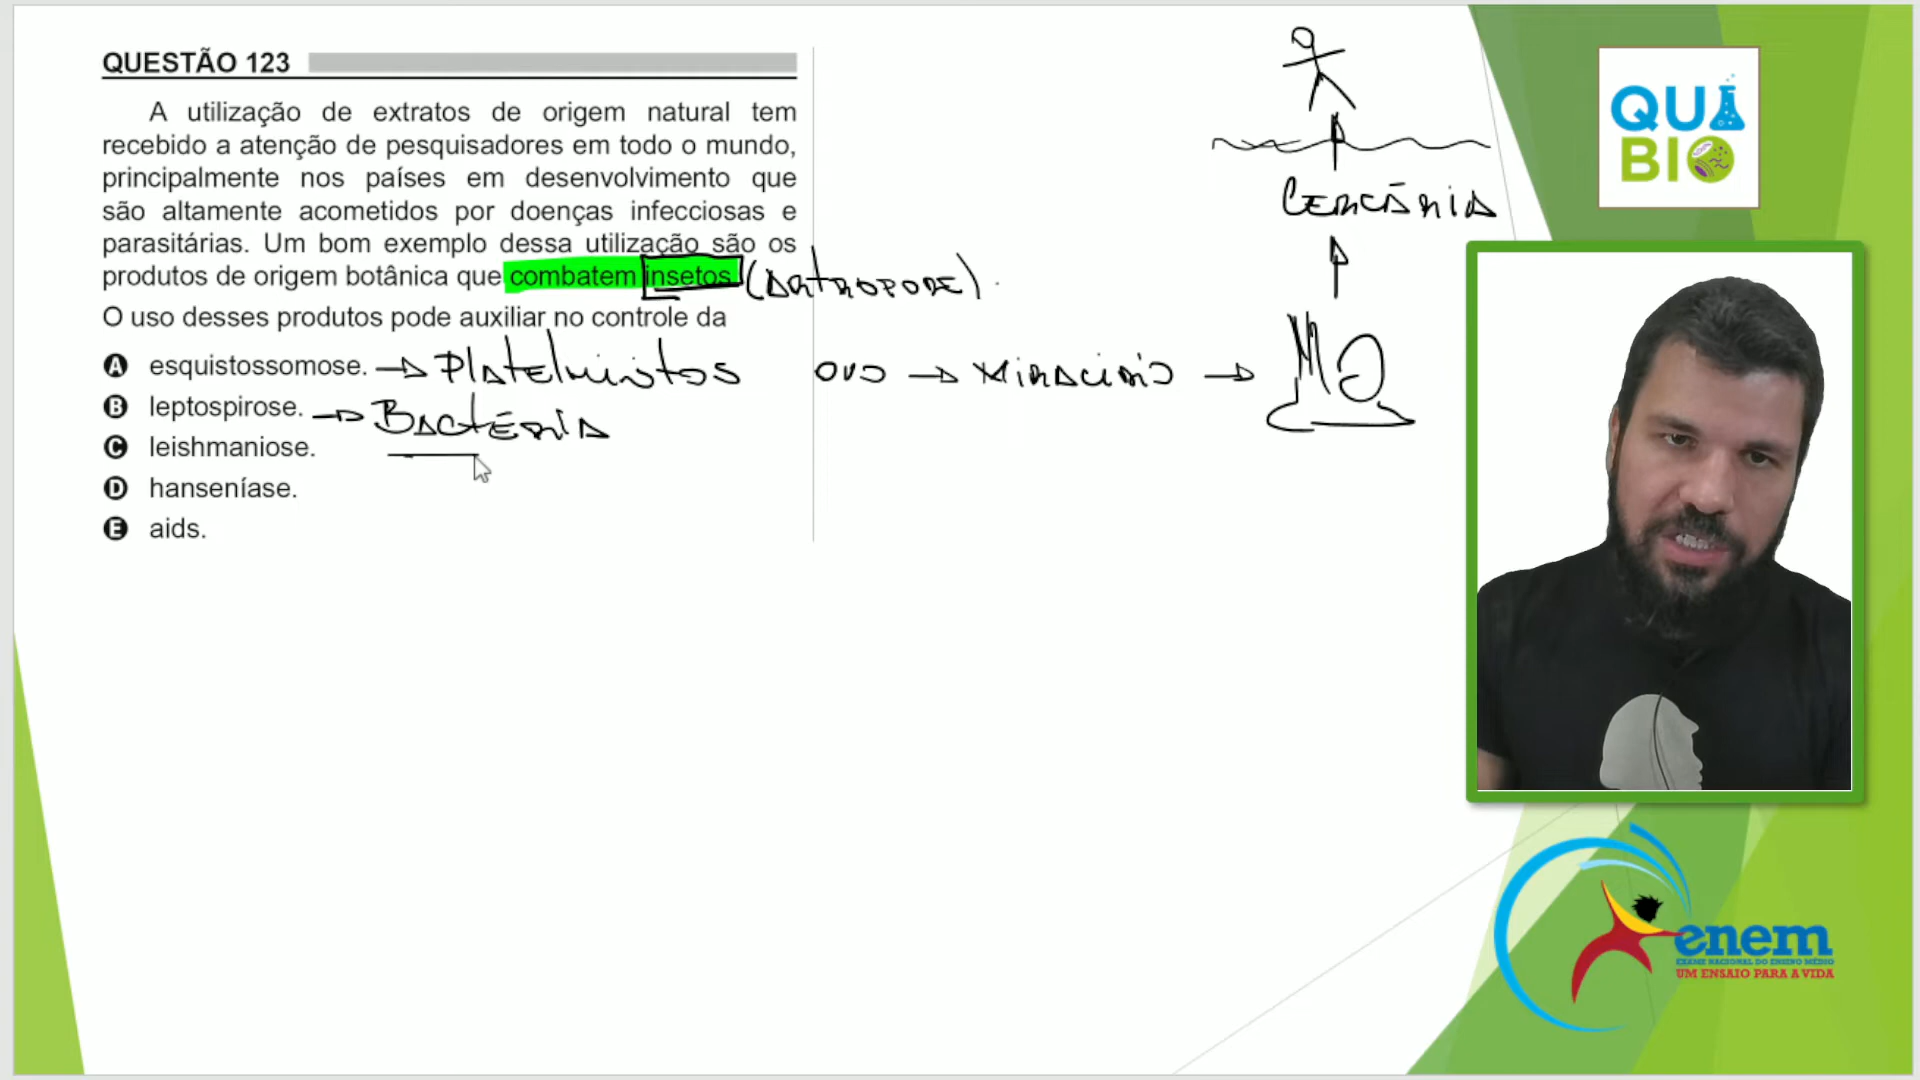 QUESTÃO 123
A utilização de extratos de origem natural tem
recebido a atenção de pesquisadores em todo o mundo,
principalmente nos países em desenvolvimento que
são altamente acometidos por doenças infecciosas e
parasitárias. Um bom exemplo dessa utilização são os
produtos de origem botânica que combatem insetos. (ARTROPODE).
O uso desses produtos pode auxiliar no controle da
A esquistossomose. → Platelmintos OVO → MIRACIDIO →
B leptospirose. → BACTÉRIA
C leishmaniose.
D hanseníase.
E aids.
CERCÁRIA
QUÍ
BIO
enem
EXAME NACIONAL DO ENSINO MÉDIO
UM ENSAIO PARA A VIDA